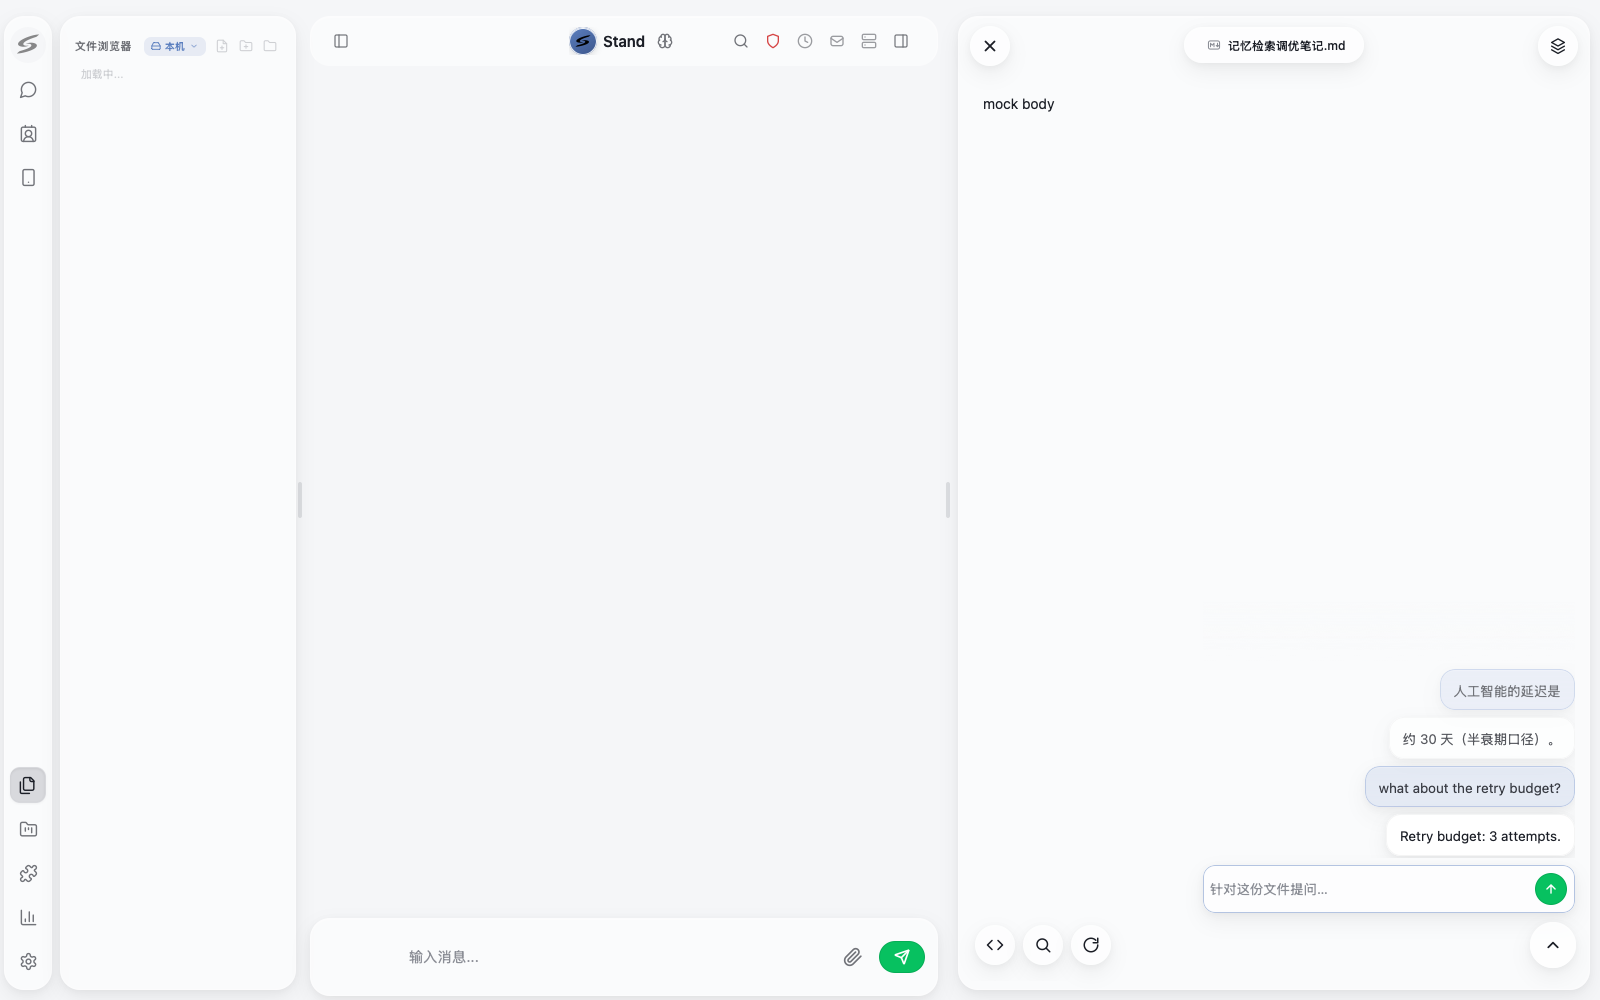 文件浏览器
本机
加载中...
Stand
输入消息...
记忆检索调优笔记.md
mock body
人工智能的延迟是
约 30 天（半衰期口径）。
what about the retry budget?
Retry budget: 3 attempts.
针对这份文件提问...